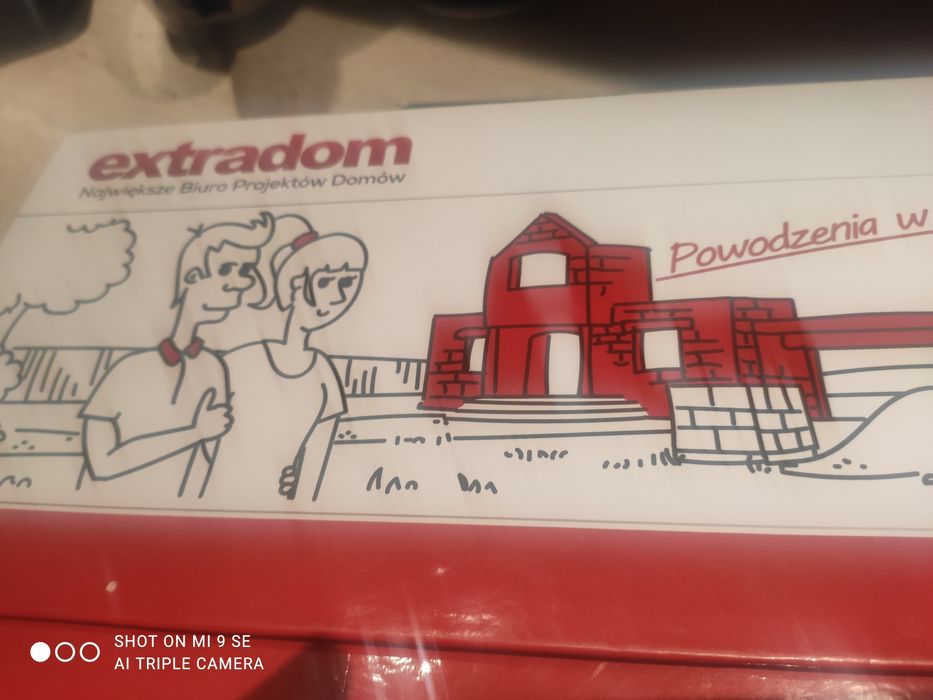 extradom
Największe Biuro Projektów Domów
Powodzenia w
SHOT ON MI 9 SE
AI TRIPLE CAMERA